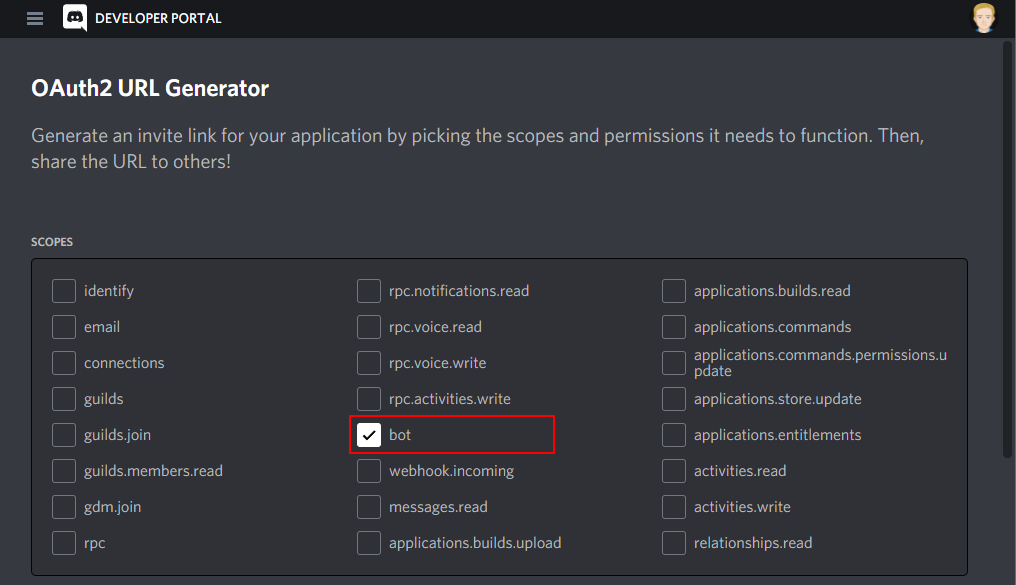 DEVELOPER PORTAL
OAuth2 URL Generator
Generate an invite link for your application by picking the scopes and permissions it needs to function. Then,
share the URL to others!
SCOPES
identify
email
connections
guilds
guilds.join
guilds.members.read
gdm.join
rpc
rpc.notifications.read
rpc.voice.read
rpc.voice.write
rpc.activities.write
bot
webhook.incoming
messages.read
applications.builds.upload
applications.builds.read
applications.commands
applications.commands.permissions.u
pdate
applications.store.update
applications.entitlements
activities.read
activities.write
relationships.read